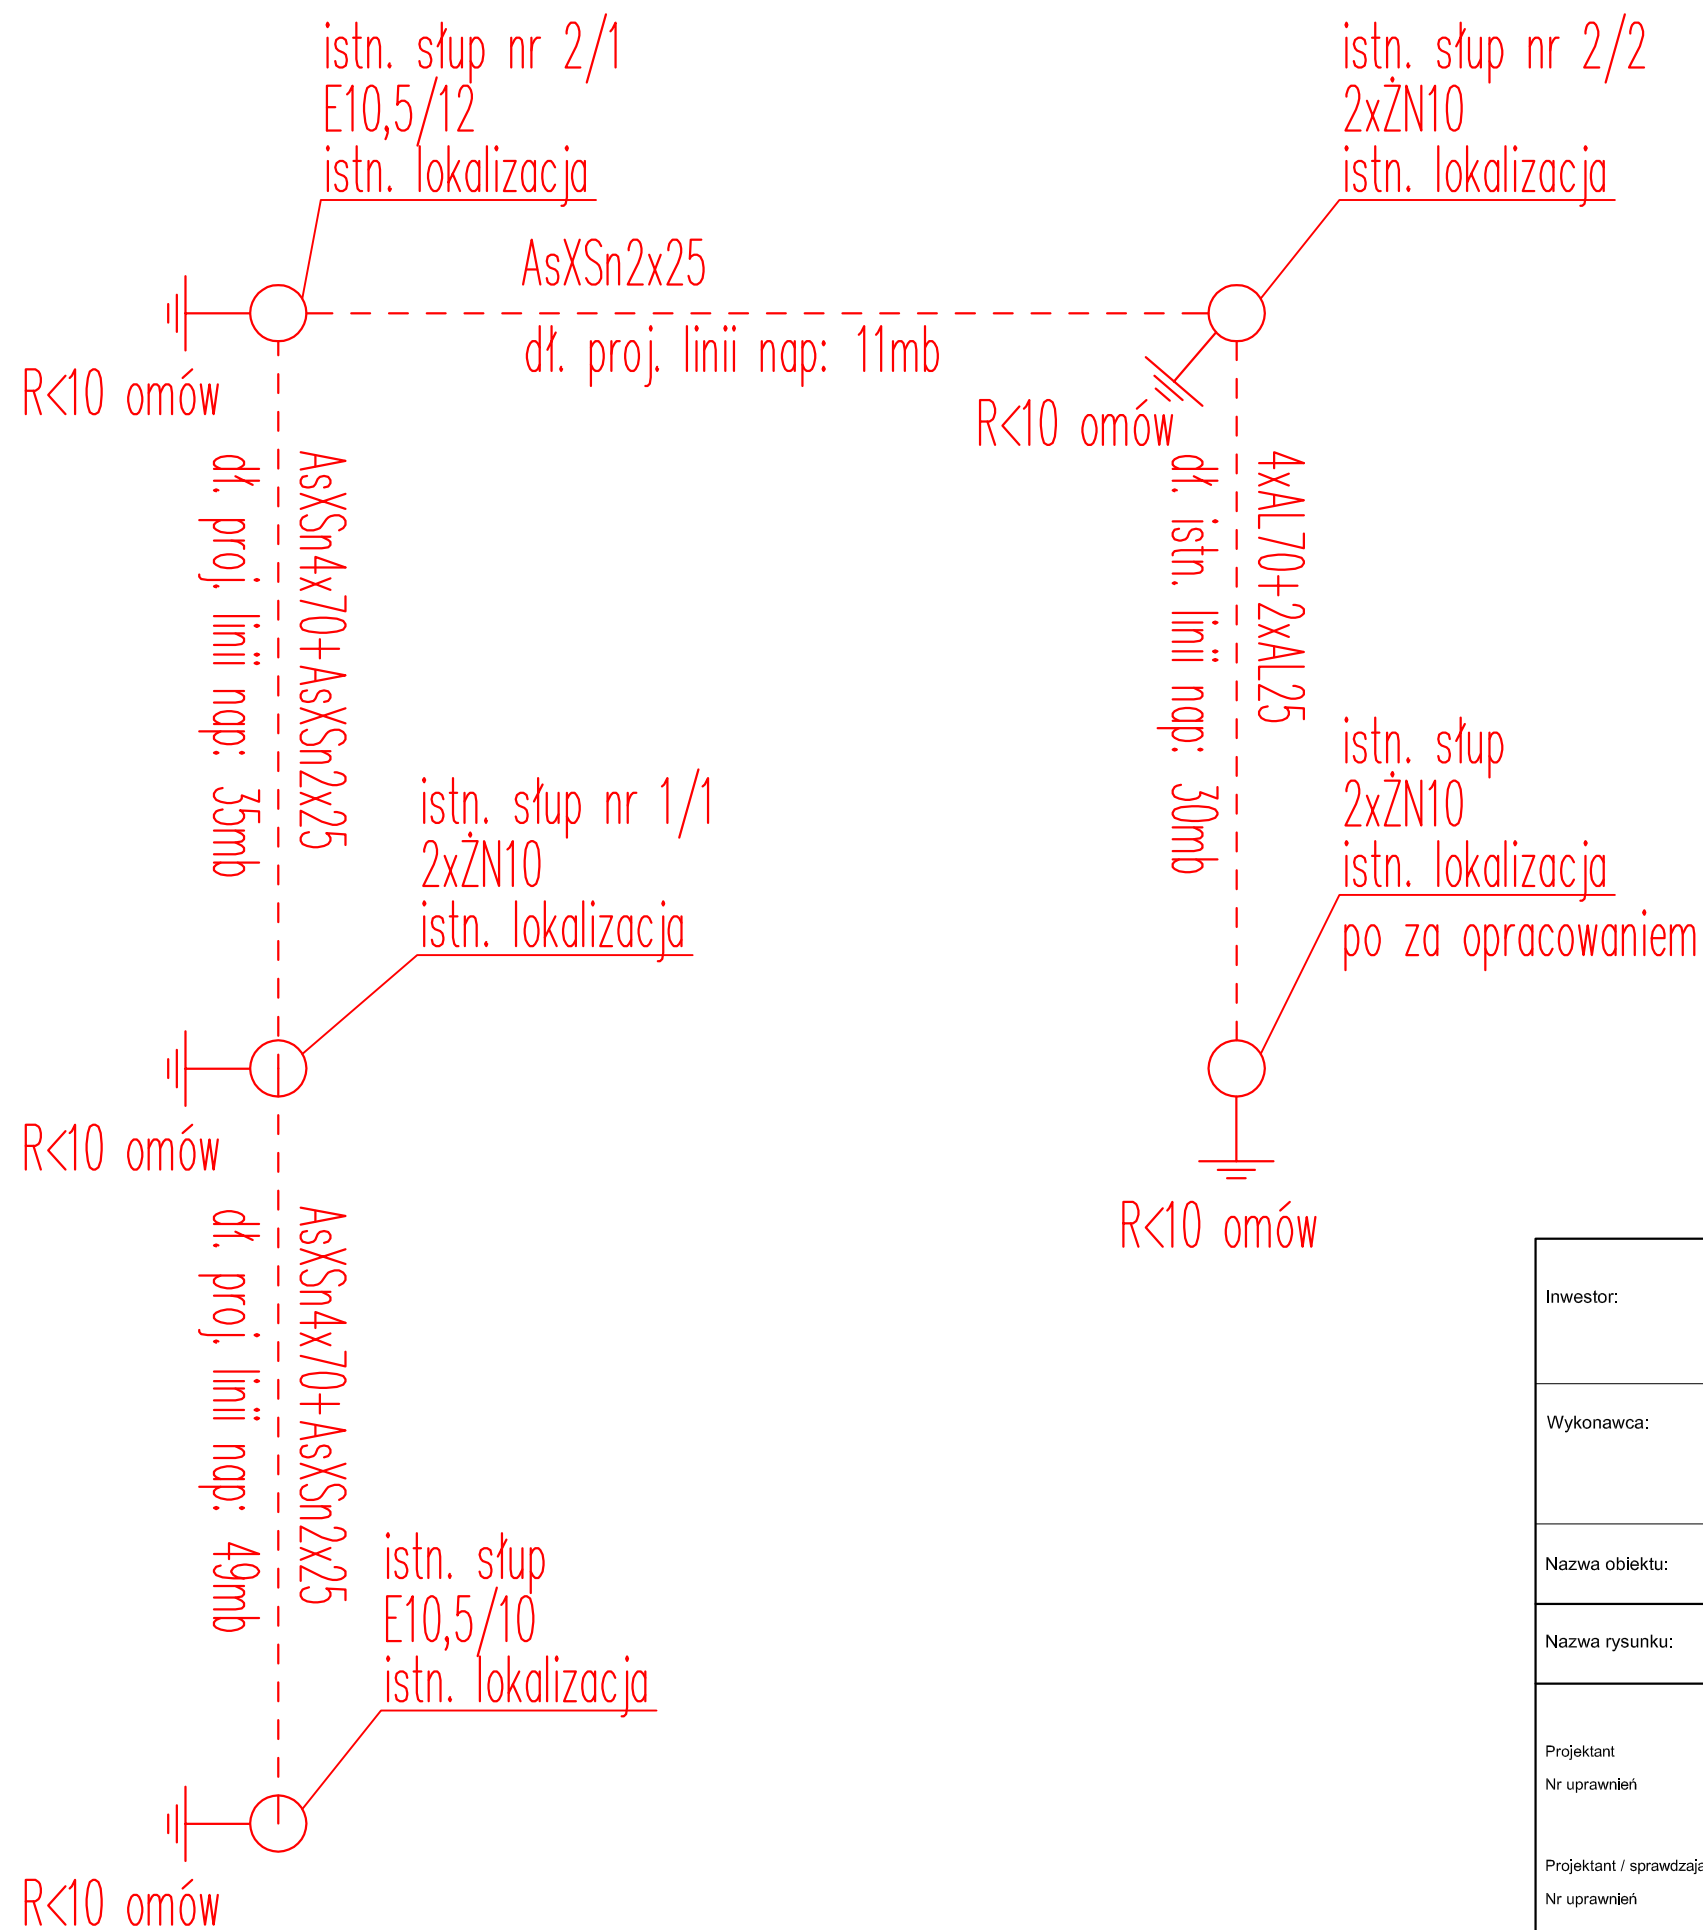 istn. słup nr 2/1
E10,5/12
istn. lokalizacja
istn. słup nr 2/2
2xŻN10
istn. lokalizacja
AsXSn2x25
dł. proj. linii nap: 11mb
R<10 omów
R<10 omów
AsXSn4x70+AsXSn2x25
dł. proj. linii nap: 35mb
4xAL70+2xAL25
dł. istn. linii nap: 30mb
istn. słup nr 1/1
2xŻN10
istn. lokalizacja
istn. słup
2xŻN10
istn. lokalizacja
po za opracowaniem
R<10 omów
R<10 omów
AsXSn4x70+AsXSn2x25
dł. proj. linii nap: 49mb
istn. słup
E10,5/10
istn. lokalizacja
R<10 omów
Inwestor:
Wykonawca:
Nazwa obiektu:
Nazwa rysunku:
Projektant
Nr uprawnień
Projektant / sprawdzają
Nr uprawnień